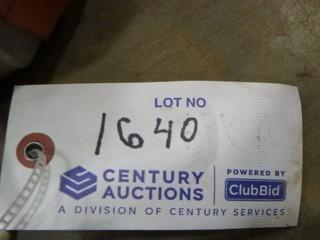 LOT NO
1640
CENTURY AUCTIONS
POWERED BY
ClubBid
A DIVISION OF CENTURY SERVICES